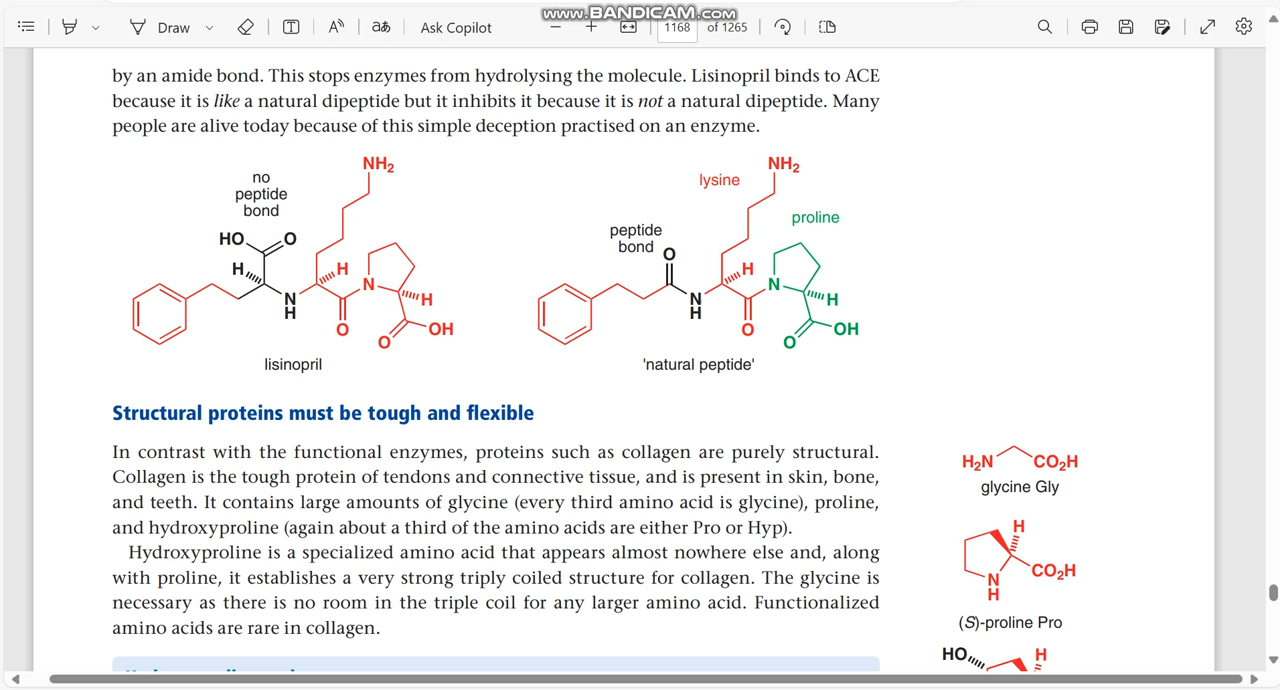 www.BANDICAM.com
Draw
Ask Copilot
1168 of 1265
by an amide bond. This stops enzymes from hydrolysing the molecule. Lisinopril binds to ACE
because it is like a natural dipeptide but it inhibits it because it is not a natural dipeptide. Many
people are alive today because of this simple deception practised on an enzyme.
no
peptide
bond
NH2
HO
O
H
H
N
H
N
O
H
O
OH
lisinopril
lysine
NH2
proline
peptide
bond
O
H
N
H
N
O
H
O
OH
'natural peptide'
Structural proteins must be tough and flexible
In contrast with the functional enzymes, proteins such as collagen are purely structural.
Collagen is the tough protein of tendons and connective tissue, and is present in skin, bone,
and teeth. It contains large amounts of glycine (every third amino acid is glycine), proline,
and hydroxyproline (again about a third of the amino acids are either Pro or Hyp).
Hydroxyproline is a specialized amino acid that appears almost nowhere else and, along
with proline, it establishes a very strong triply coiled structure for collagen. The glycine is
necessary as there is no room in the triple coil for any larger amino acid. Functionalized
amino acids are rare in collagen.
H2N CO2H
glycine Gly
H
CO2H
N
H
(S)-proline Pro
HO
H